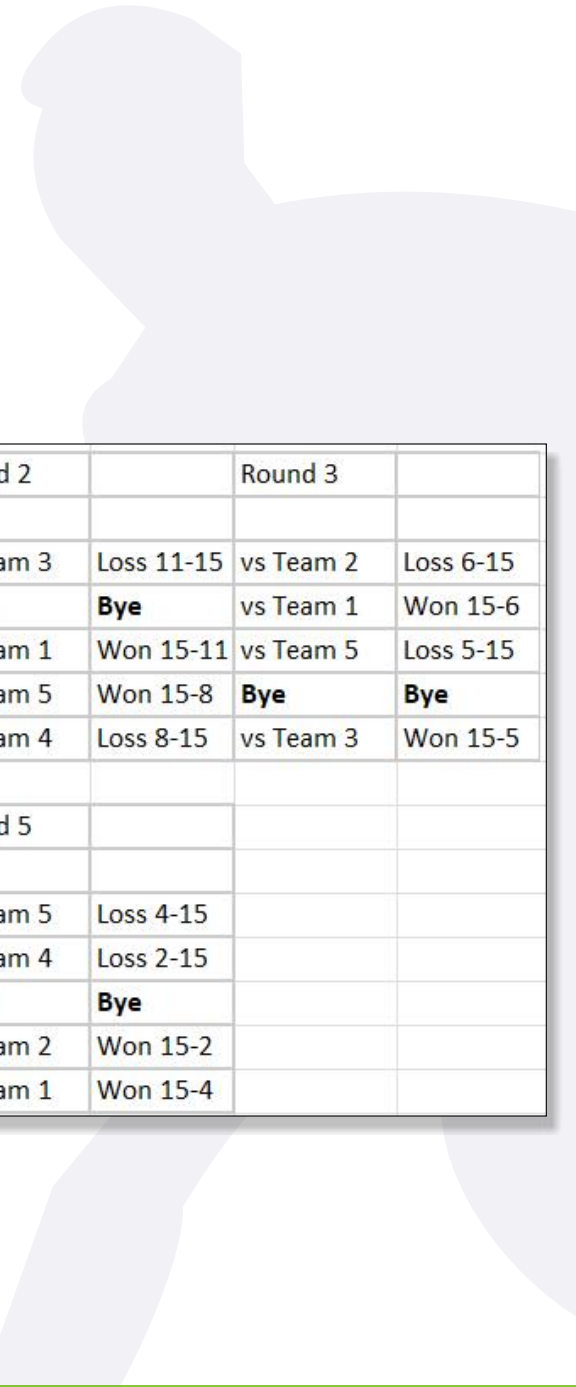 d 2 Round 3
am 3 Loss 11-15 vs Team 2 Loss 6-15
Bye vs Team 1 Won 15-6
am 1 Won 15-11 vs Team 5 Loss 5-15
am 5 Won 15-8 Bye Bye
am 4 Loss 8-15 vs Team 3 Won 15-5
d 5
am 5 Loss 4-15
am 4 Loss 2-15
Bye
am 2 Won 15-2
am 1 Won 15-4